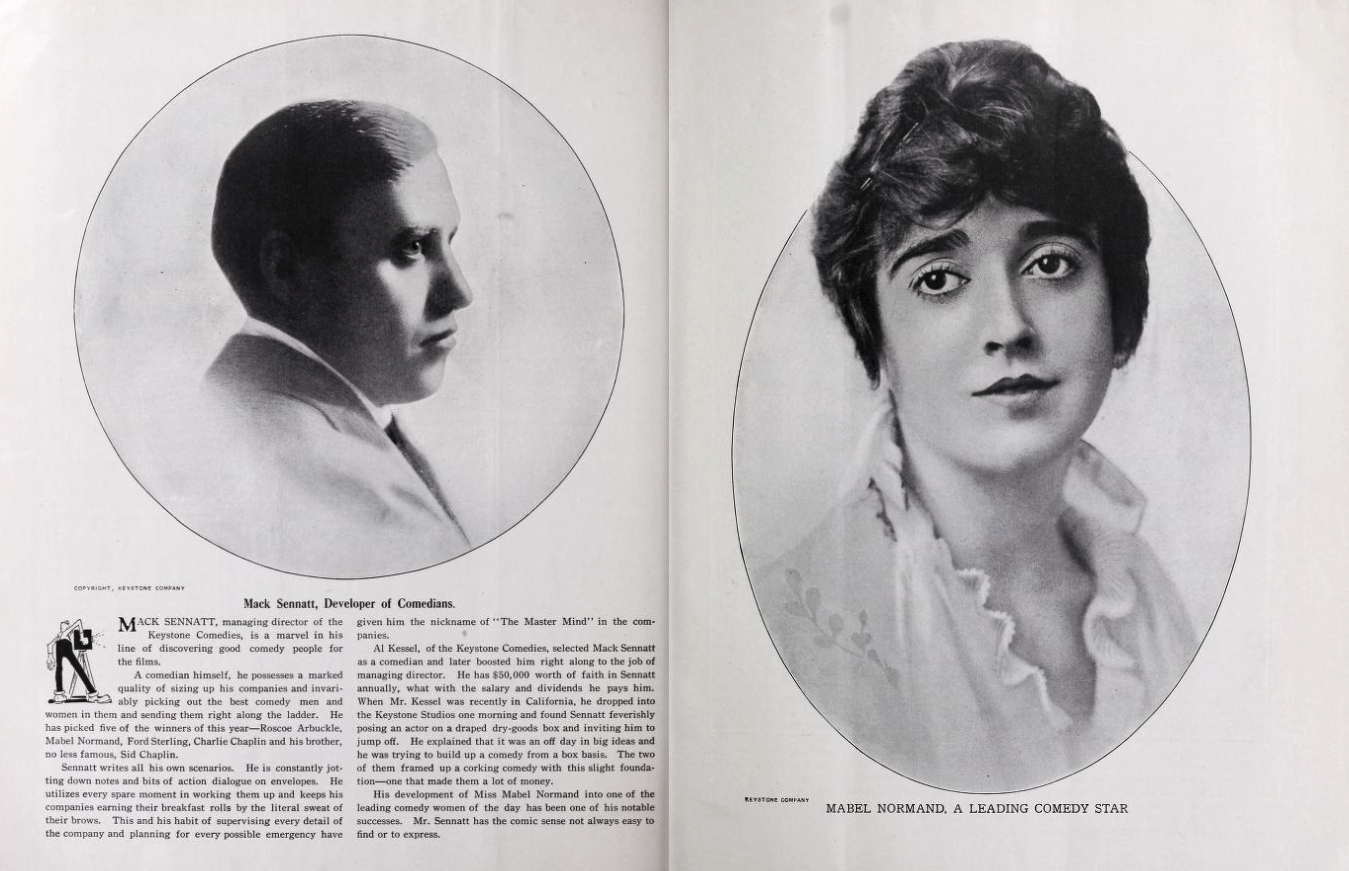 COPYRIGHT, KEYSTONE COMPANY
Mack Sennatt, Developer of Comedians.
MACK SENNATT, managing director of the
Keystone Comedies, is a marvel in his
line of discovering good comedy people for
the films.
A comedian himself, he possesses a marked
quality of sizing up his companies and invari-
ably picking out the best comedy men and
women in them and sending them right along the ladder. He
has picked five of the winners of this year—Roscoe Arbuckle,
Mabel Normand, Ford Sterling, Charlie Chaplin and his brother,
no less famous, Sid Chaplin.
Sennatt writes all his own scenarios. He is constantly jot-
ting down notes and bits of action dialogue on envelopes. He
utilizes every spare moment in working them up and keeps his
companies earning their breakfast rolls by the literal sweat of
their brows. This and his habit of supervising every detail of
the company and planning for every possible emergency have
given him the nickname of "The Master Mind" in the com-
panies.
Al Kessel, of the Keystone Comedies, selected Mack Sennatt
as a comedian and later boosted him right along to the job of
managing director. He has $50,000 worth of faith in Sennatt
annually, what with the salary and dividends he pays him.
When Mr. Kessel was recently in California, he dropped into
the Keystone Studios one morning and found Sennatt feverishly
posing an actor on a draped dry-goods box and inviting him to
jump off. He explained that it was an off day in big ideas and
he was trying to build up a comedy from a box basis. The two
of them framed up a corking comedy with this slight founda-
tion—one that made them a lot of money.
His development of Miss Mabel Normand into one of the
leading comedy women of the day has been one of his notable
successes. Mr. Sennatt has the comic sense not always easy to
find or to express.
KEYSTONE COMPANY
MABEL NORMAND, A LEADING COMEDY STAR